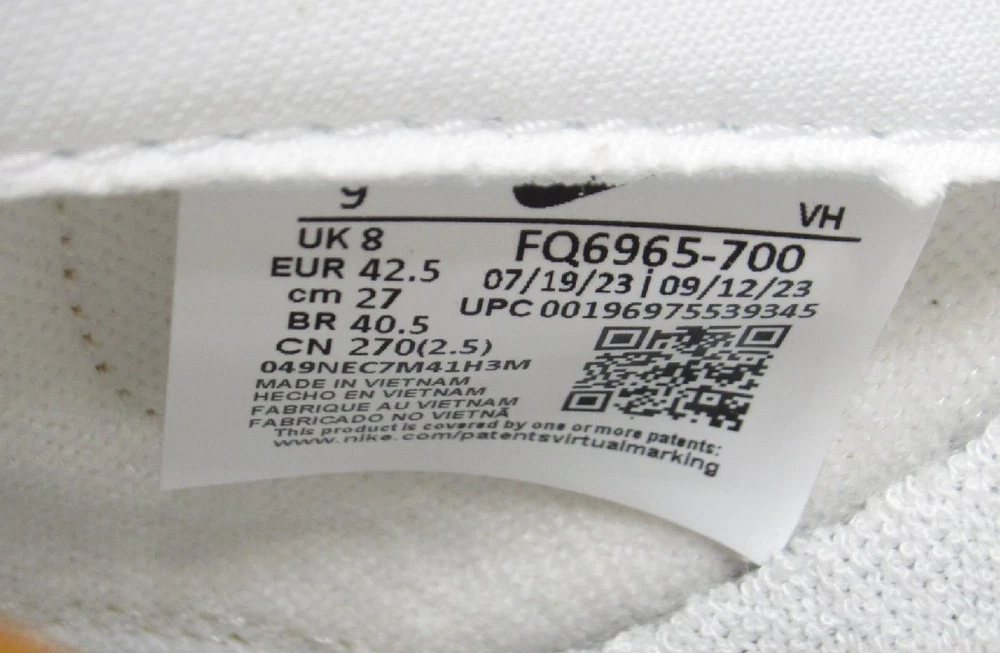 9
VH
UK 8
EUR 42.5
cm 27
BR 40.5
CN 270(2.5)
049NEC7M41H3M
MADE IN VIETNAM
HECHO EN VIETNAM
FABRIQUE AU VIETNAM
FABRICADO NO VIETNÃ
FQ6965-700
07/19/23 | 09/12/23
UPC 00196975539345
This product is covered by one or more patents:
www.nike.com/patentsvirtualmarking